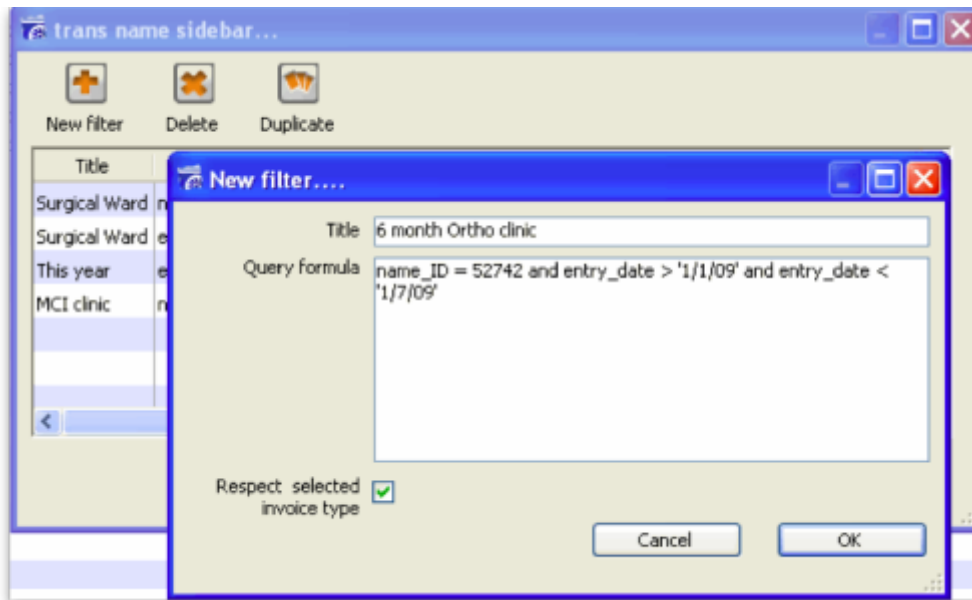 trans name sidebar...
New filter Delete Duplicate
Title
Surgical Ward n
Surgical Ward e
This year e
MCI clinic n
New filter....
Title 6 month Ortho clinic
Query formula name_ID = 52742 and entry_date > '1/1/09' and entry_date <
'1/7/09'
Respect selected
invoice type
Cancel OK